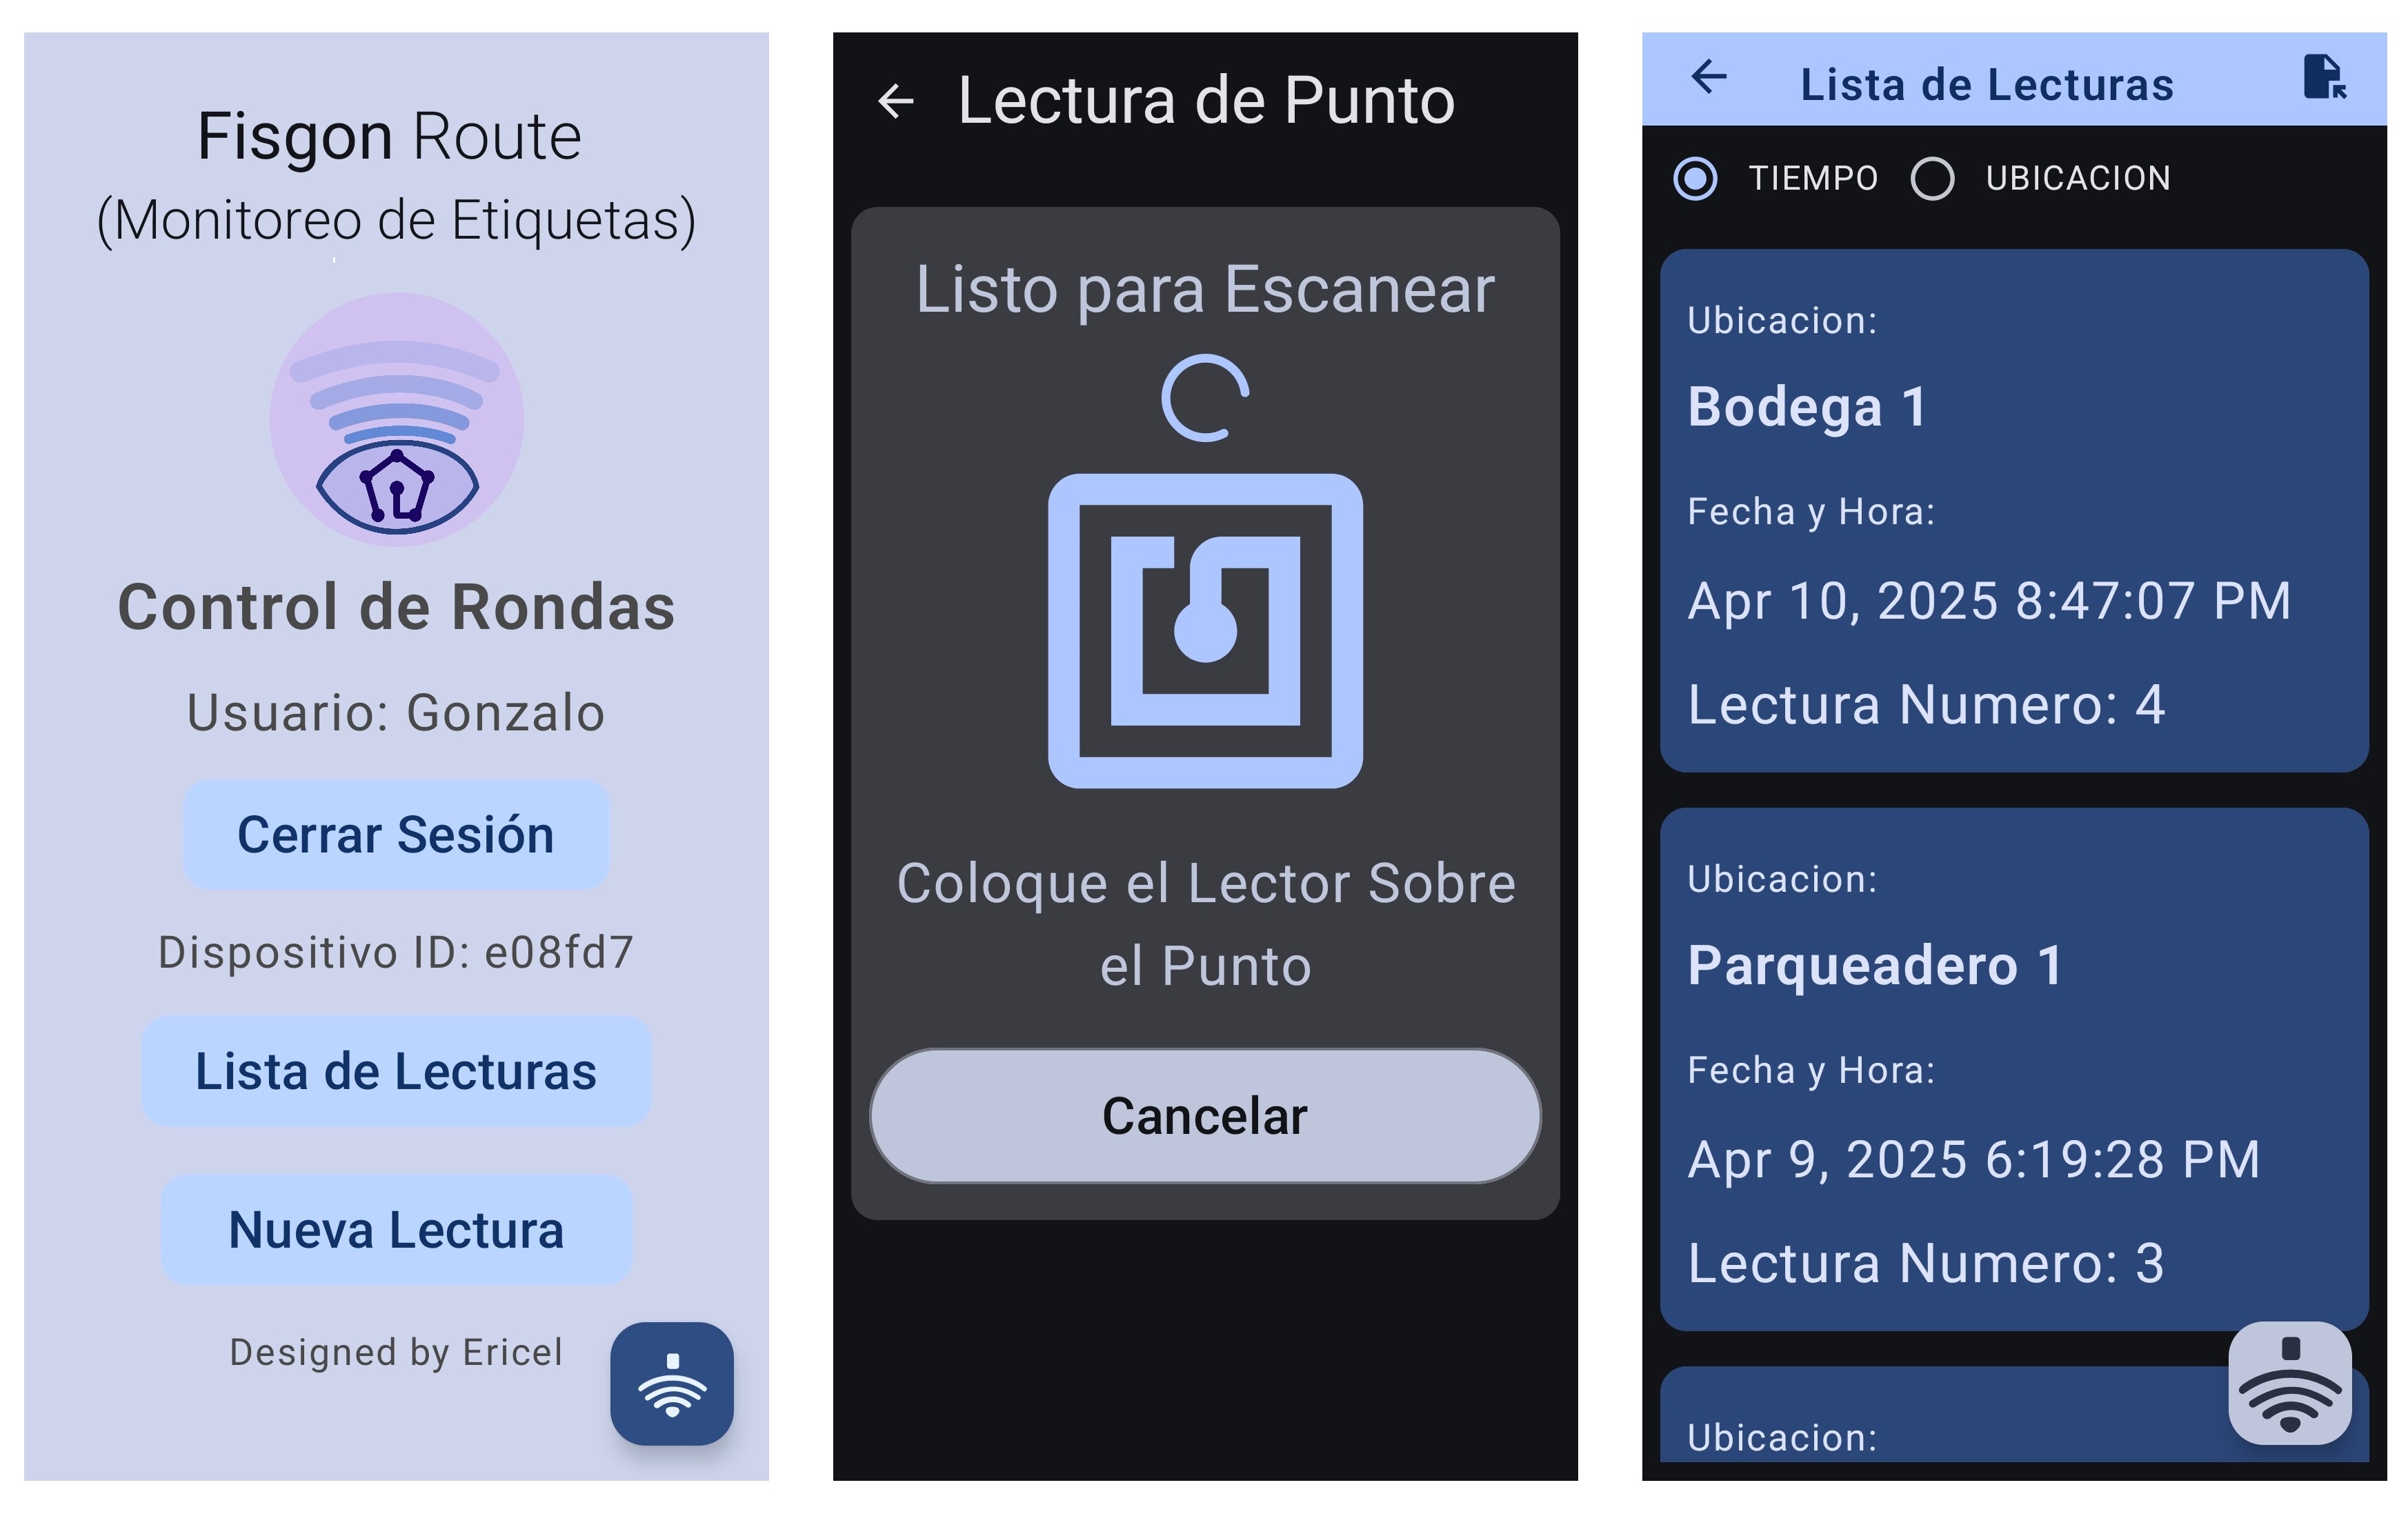 Fisgon Route
(Monitoreo de Etiquetas)
Control de Rondas
Usuario: Gonzalo
Cerrar Sesión
Dispositivo ID: e08fd7
Lista de Lecturas
Nueva Lectura
Designed by Ericel
Lectura de Punto
Listo para Escanear
Coloque el Lector Sobre
el Punto
Cancelar
Lista de Lecturas
TIEMPO UBICACION
Ubicacion:
Bodega 1
Fecha y Hora:
Apr 10, 2025 8:47:07 PM
Lectura Numero: 4
Ubicacion:
Parqueadero 1
Fecha y Hora:
Apr 9, 2025 6:19:28 PM
Lectura Numero: 3
Ubicacion: